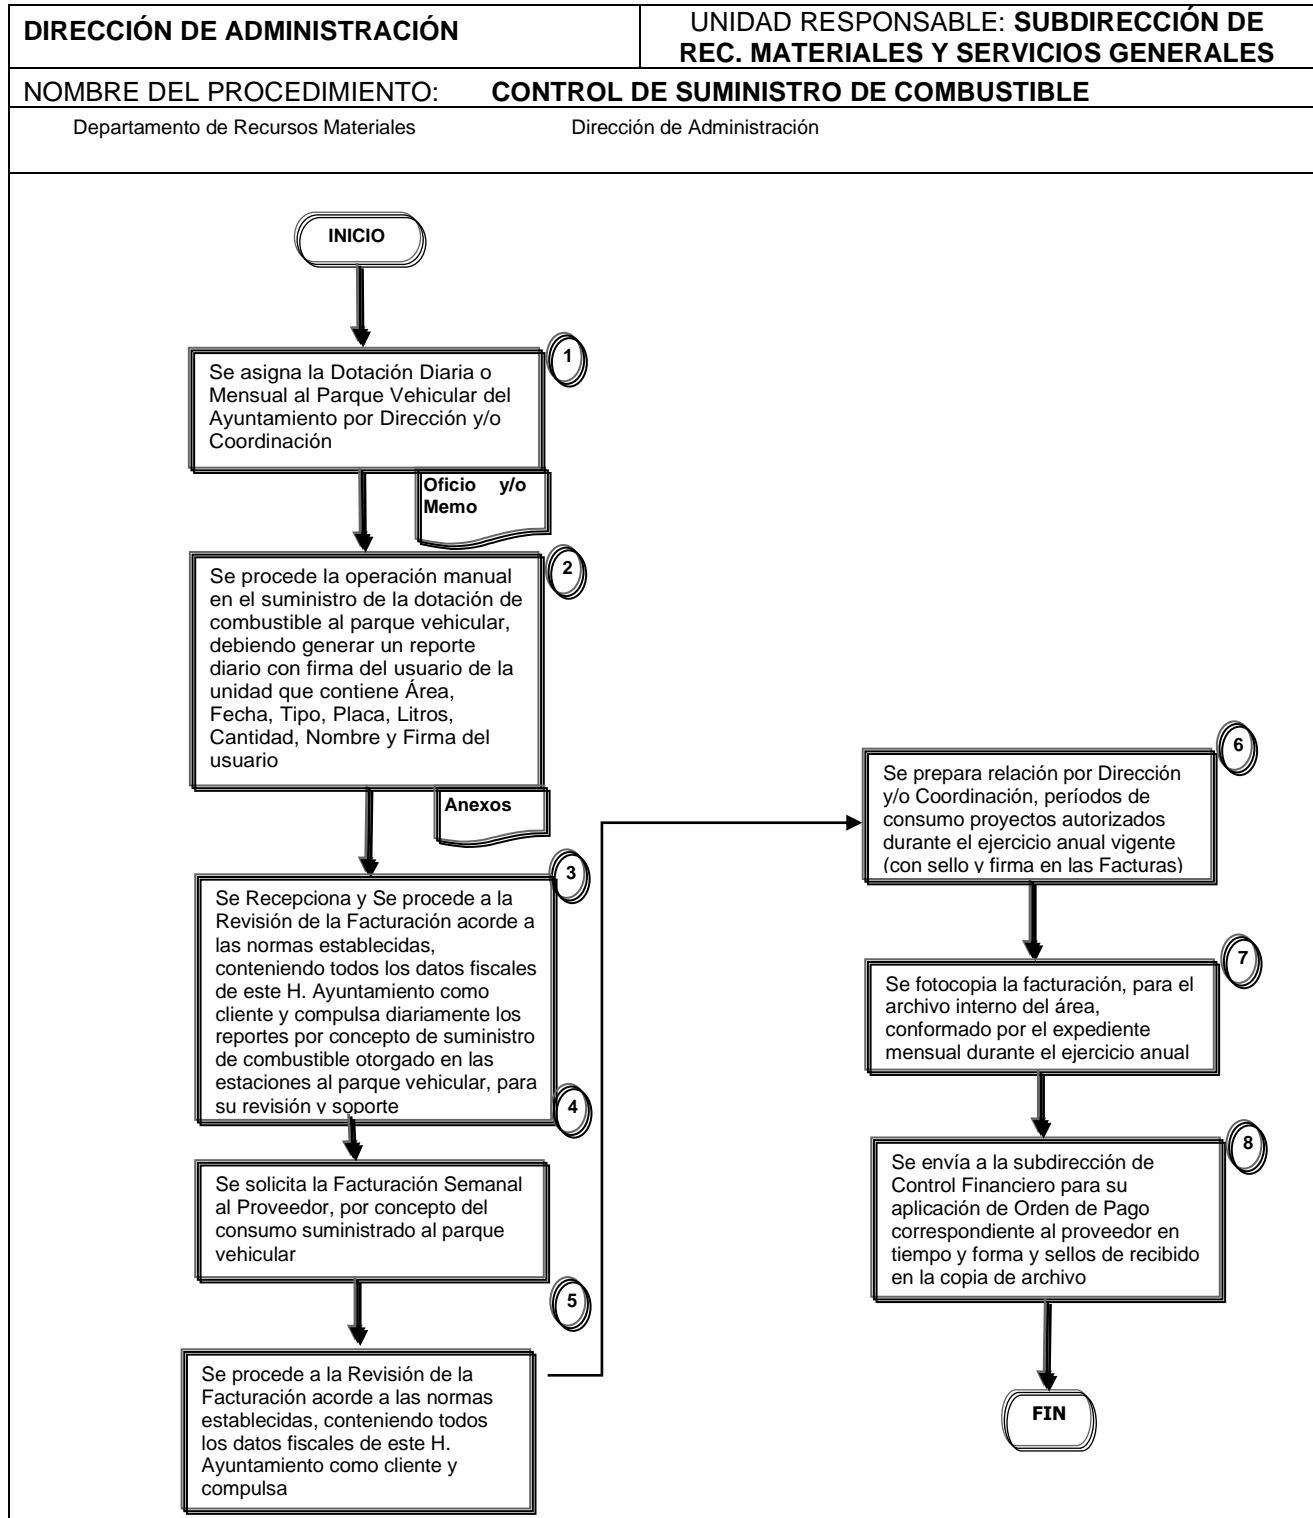 DIRECCIÓN DE ADMINISTRACIÓN
UNIDAD RESPONSABLE: SUBDIRECCIÓN DE
REC. MATERIALES Y SERVICIOS GENERALES
NOMBRE DEL PROCEDIMIENTO: CONTROL DE SUMINISTRO DE COMBUSTIBLE
Departamento de Recursos Materiales
Dirección de Administración
INICIO
1
Se asigna la Dotación Diaria o
Mensual al Parque Vehicular del
Ayuntamiento por Dirección y/o
Coordinación
Oficio y/o
Memo
2
Se procede la operación manual
en el suministro de la dotación de
combustible al parque vehicular,
debiendo generar un reporte
diario con firma del usuario de la
unidad que contiene Área,
Fecha, Tipo, Placa, Litros,
Cantidad, Nombre y Firma del
usuario
Anexos
3
Se Recepciona y Se procede a la
Revisión de la Facturación acorde a
las normas establecidas,
conteniendo todos los datos fiscales
de este H. Ayuntamiento como
cliente y compulsa diariamente los
reportes por concepto de suministro
de combustible otorgado en las
estaciones al parque vehicular, para
su revisión y soporte
4
Se solicita la Facturación Semanal
al Proveedor, por concepto del
consumo suministrado al parque
vehicular
5
Se procede a la Revisión de la
Facturación acorde a las normas
establecidas, conteniendo todos
los datos fiscales de este H.
Ayuntamiento como cliente y
compulsa
6
Se prepara relación por Dirección
y/o Coordinación, períodos de
consumo proyectos autorizados
durante el ejercicio anual vigente
(con sello y firma en las Facturas)
7
Se fotocopia la facturación, para el
archivo interno del área,
conformado por el expediente
mensual durante el ejercicio anual
8
Se envía a la subdirección de
Control Financiero para su
aplicación de Orden de Pago
correspondiente al proveedor en
tiempo y forma y sellos de recibido
en la copia de archivo
FIN